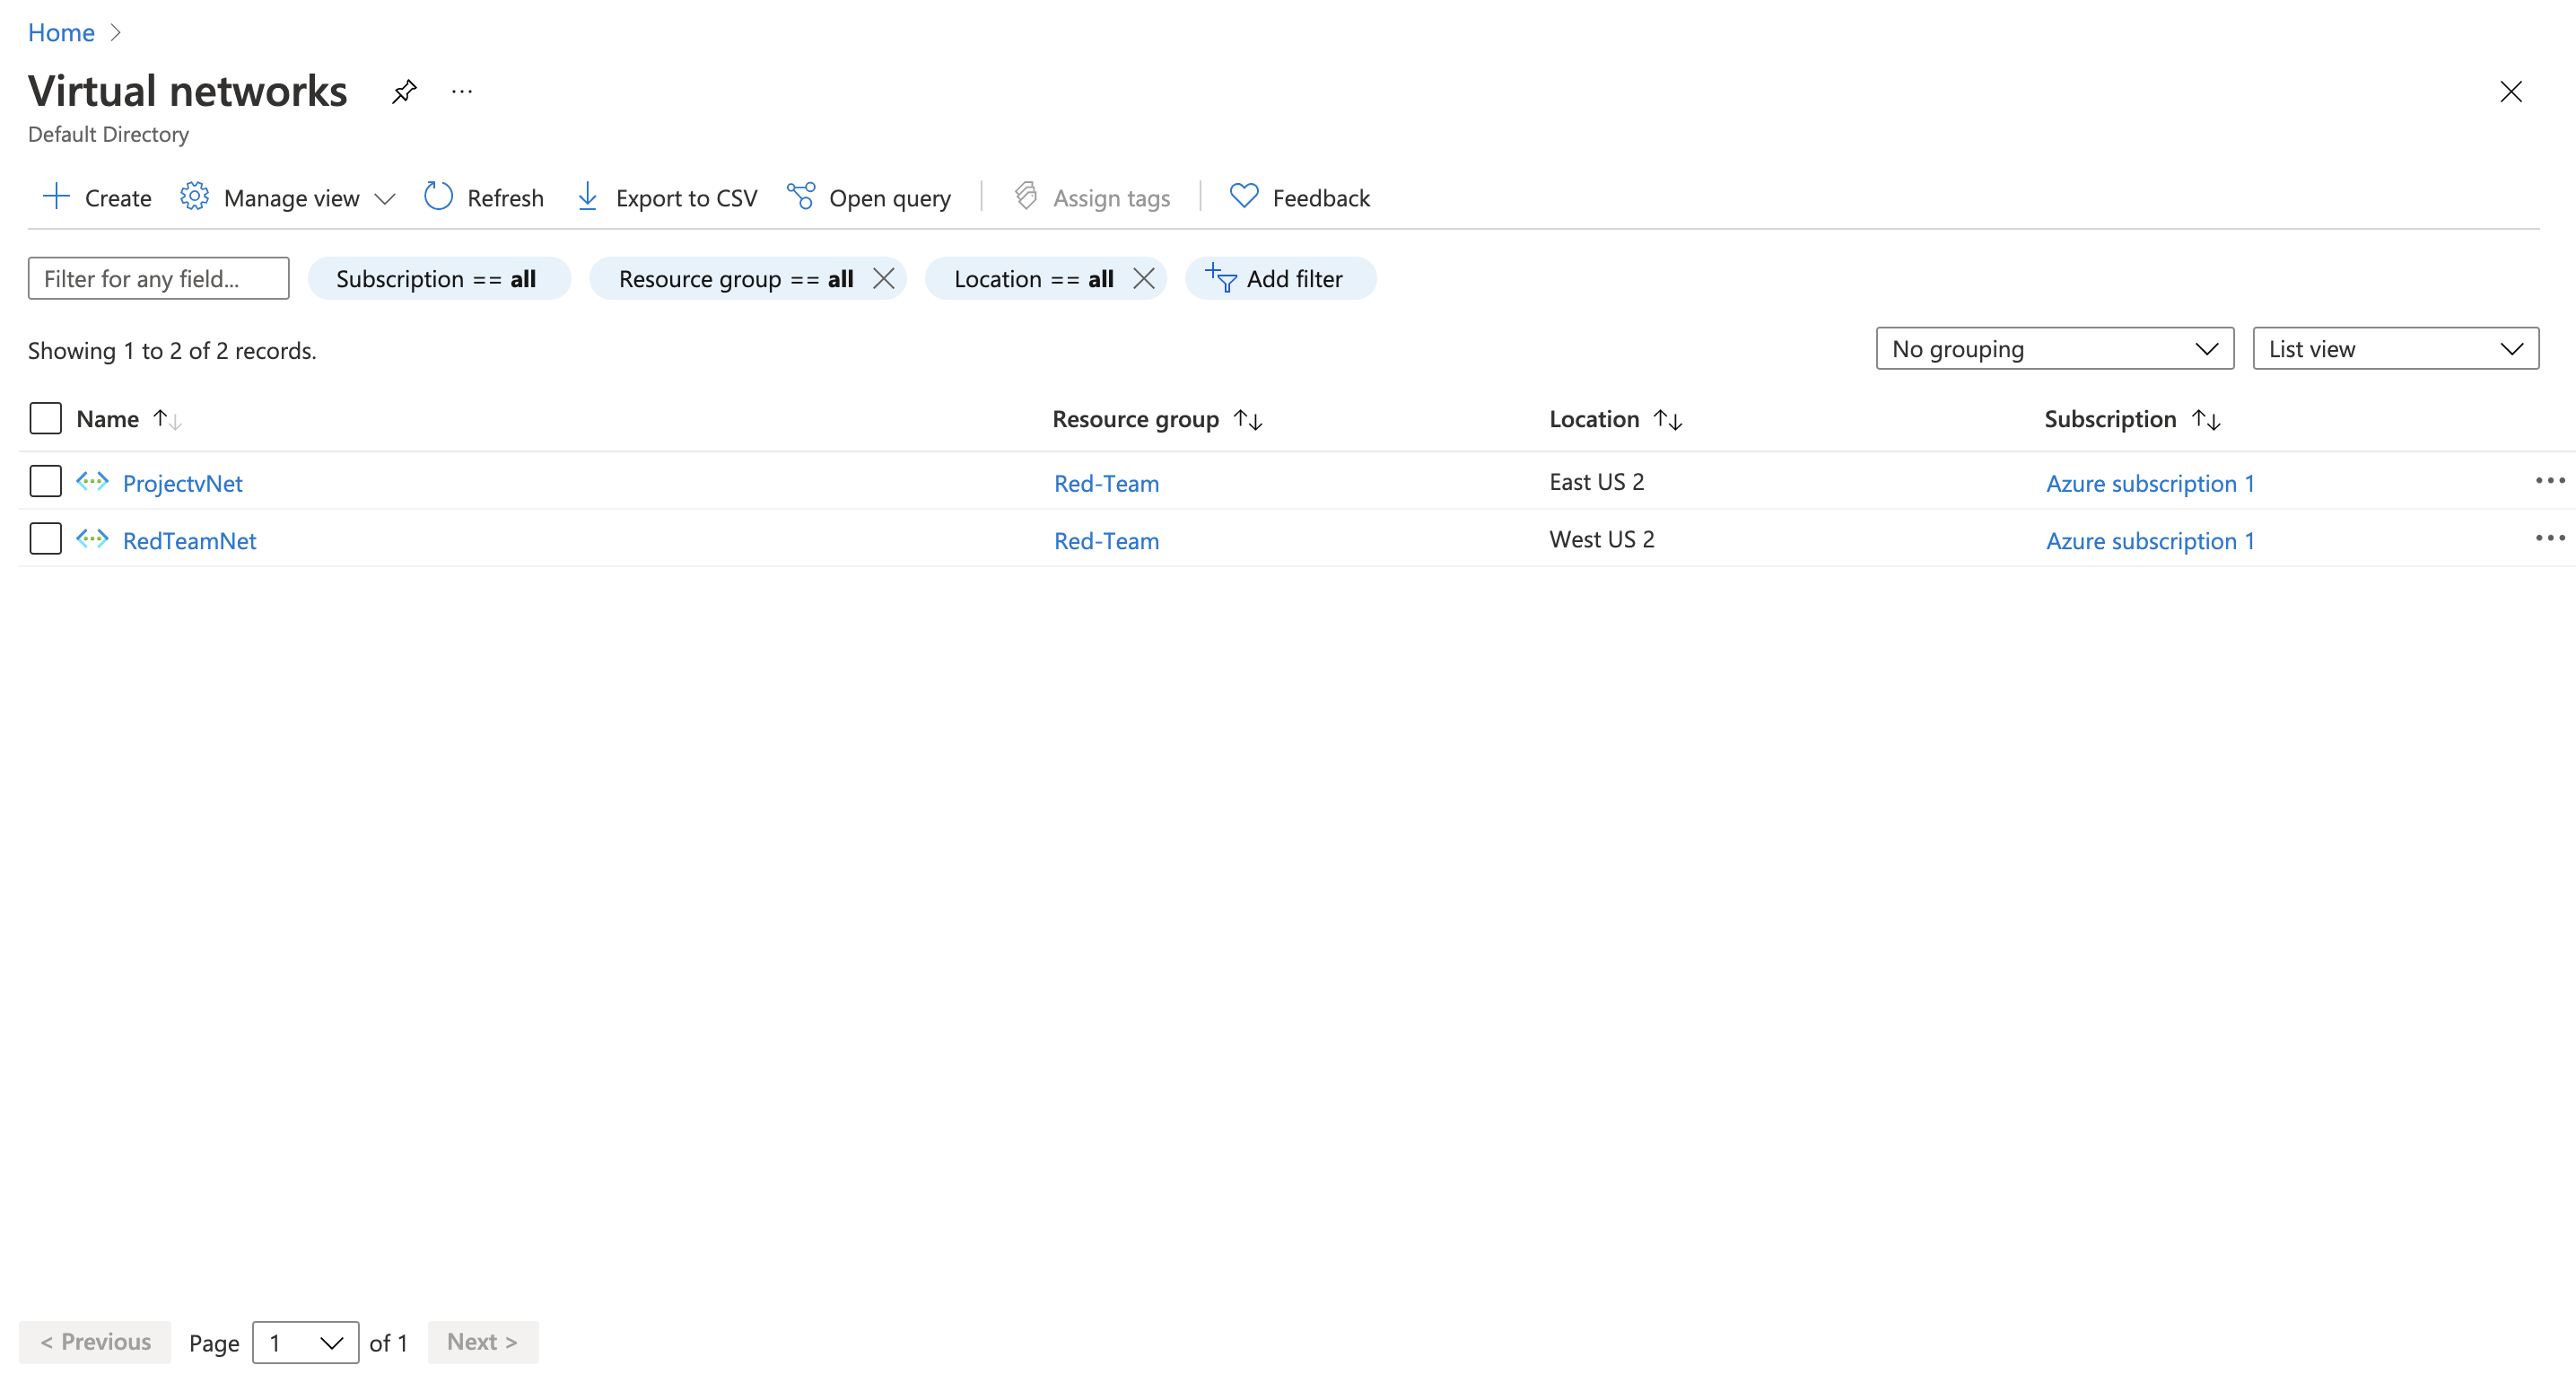 Home
Virtual networks
Default Directory
Create Manage view Refresh Export to CSV Open query Assign tags Feedback
Filter for any field... Subscription == all Resource group == all Location == all Add filter
Showing 1 to 2 of 2 records. No grouping List view
Name Resource group Location Subscription
ProjectvNet Red-Team East US 2 Azure subscription 1
RedTeamNet Red-Team West US 2 Azure subscription 1
< Previous Page 1 of 1 Next >